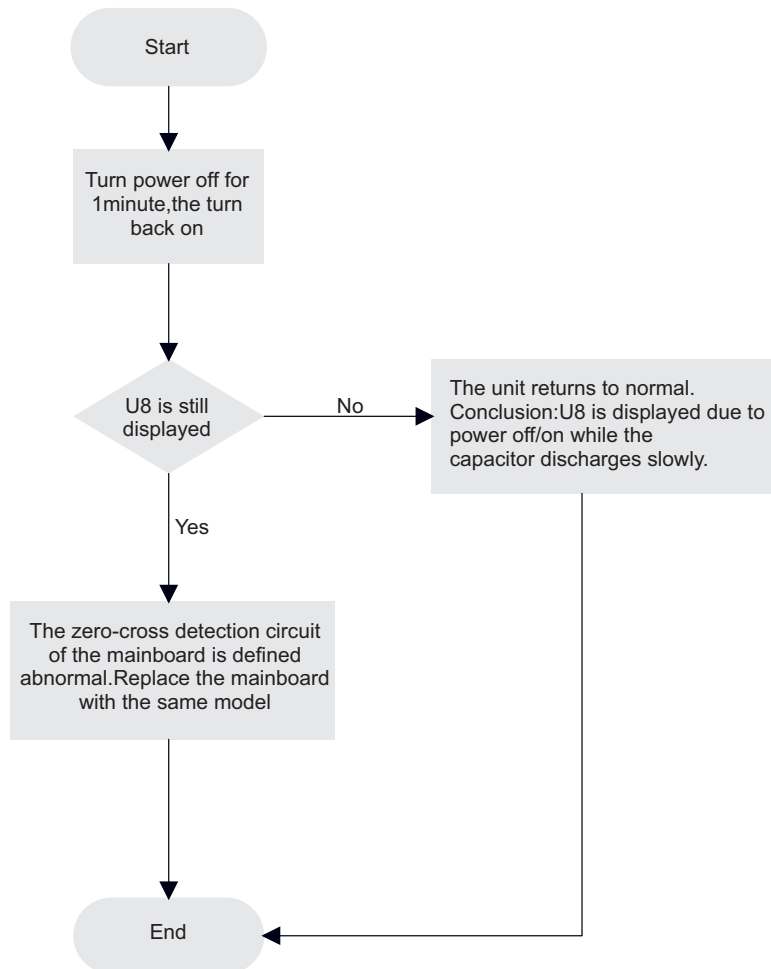 Start
Turn power off for
1minute,the turn
back on
U8 is still
displayed
No
The unit returns to normal.
Conclusion:U8 is displayed due to
power off/on while the
capacitor discharges slowly.
Yes
The zero-cross detection circuit
of the mainboard is defined
abnormal.Replace the mainboard
with the same model
End